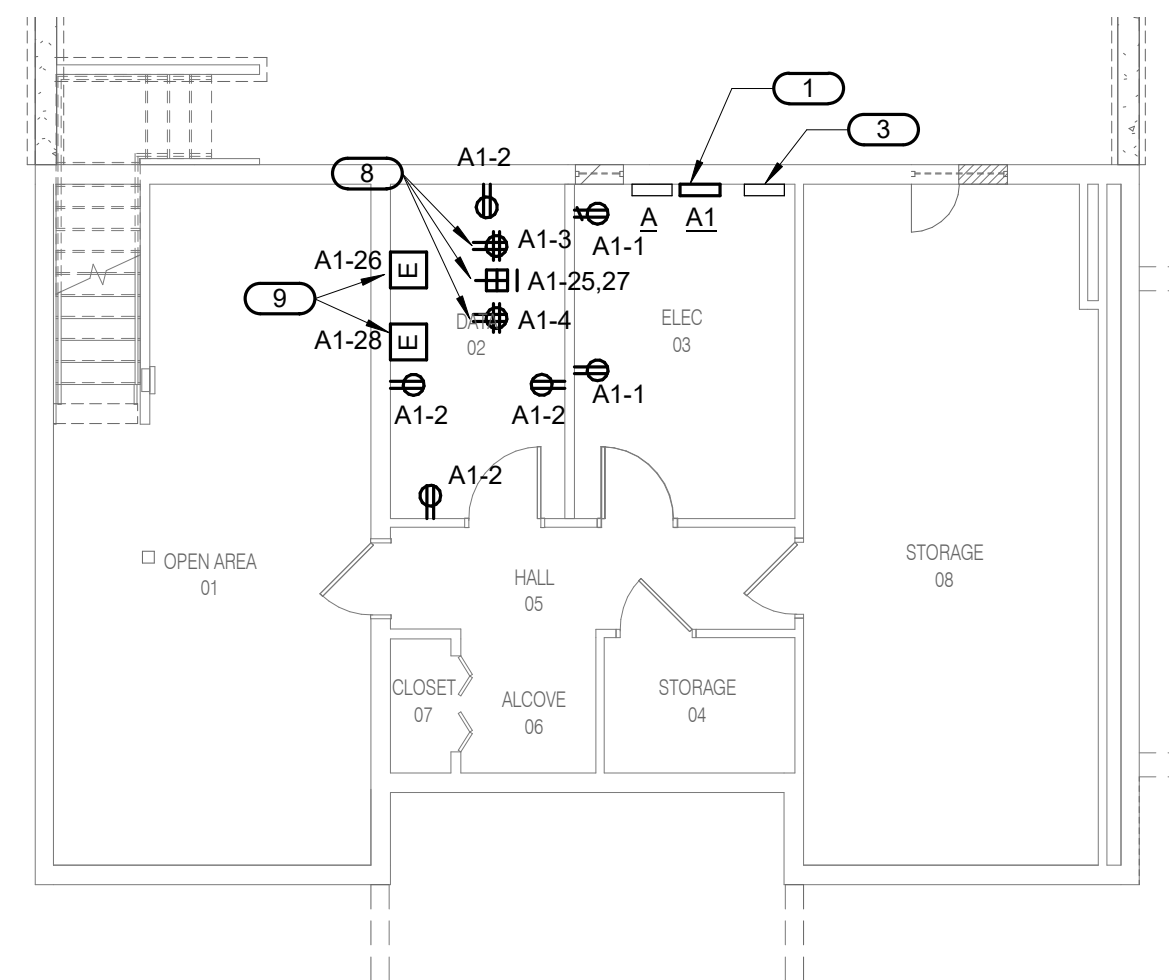 1
3
A1-2
8
A
A1
A1-1
A1-3
A1-26
E
A1-25,27
9
A1-4
DATA
02
ELEC
03
A1-28
E
A1-1
A1-2
A1-2
A1-2
OPEN AREA
01
HALL
05
STORAGE
08
CLOSET
07
ALCOVE
06
STORAGE
04